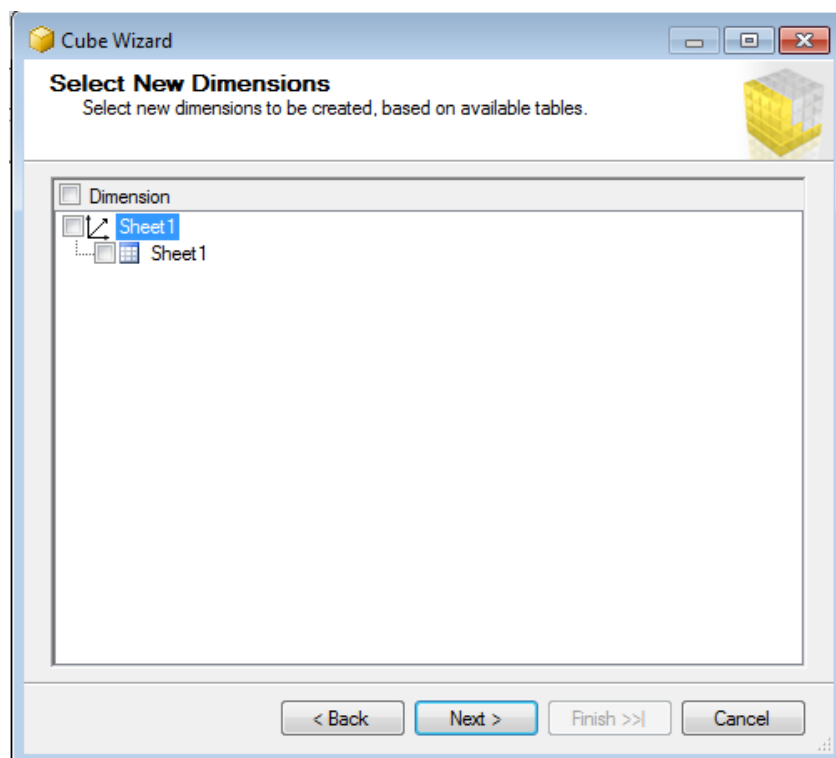 Cube Wizard
Select New Dimensions
Select new dimensions to be created, based on available tables.
Dimension
Sheet1
Sheet1
< Back
Next >
Finish >>|
Cancel